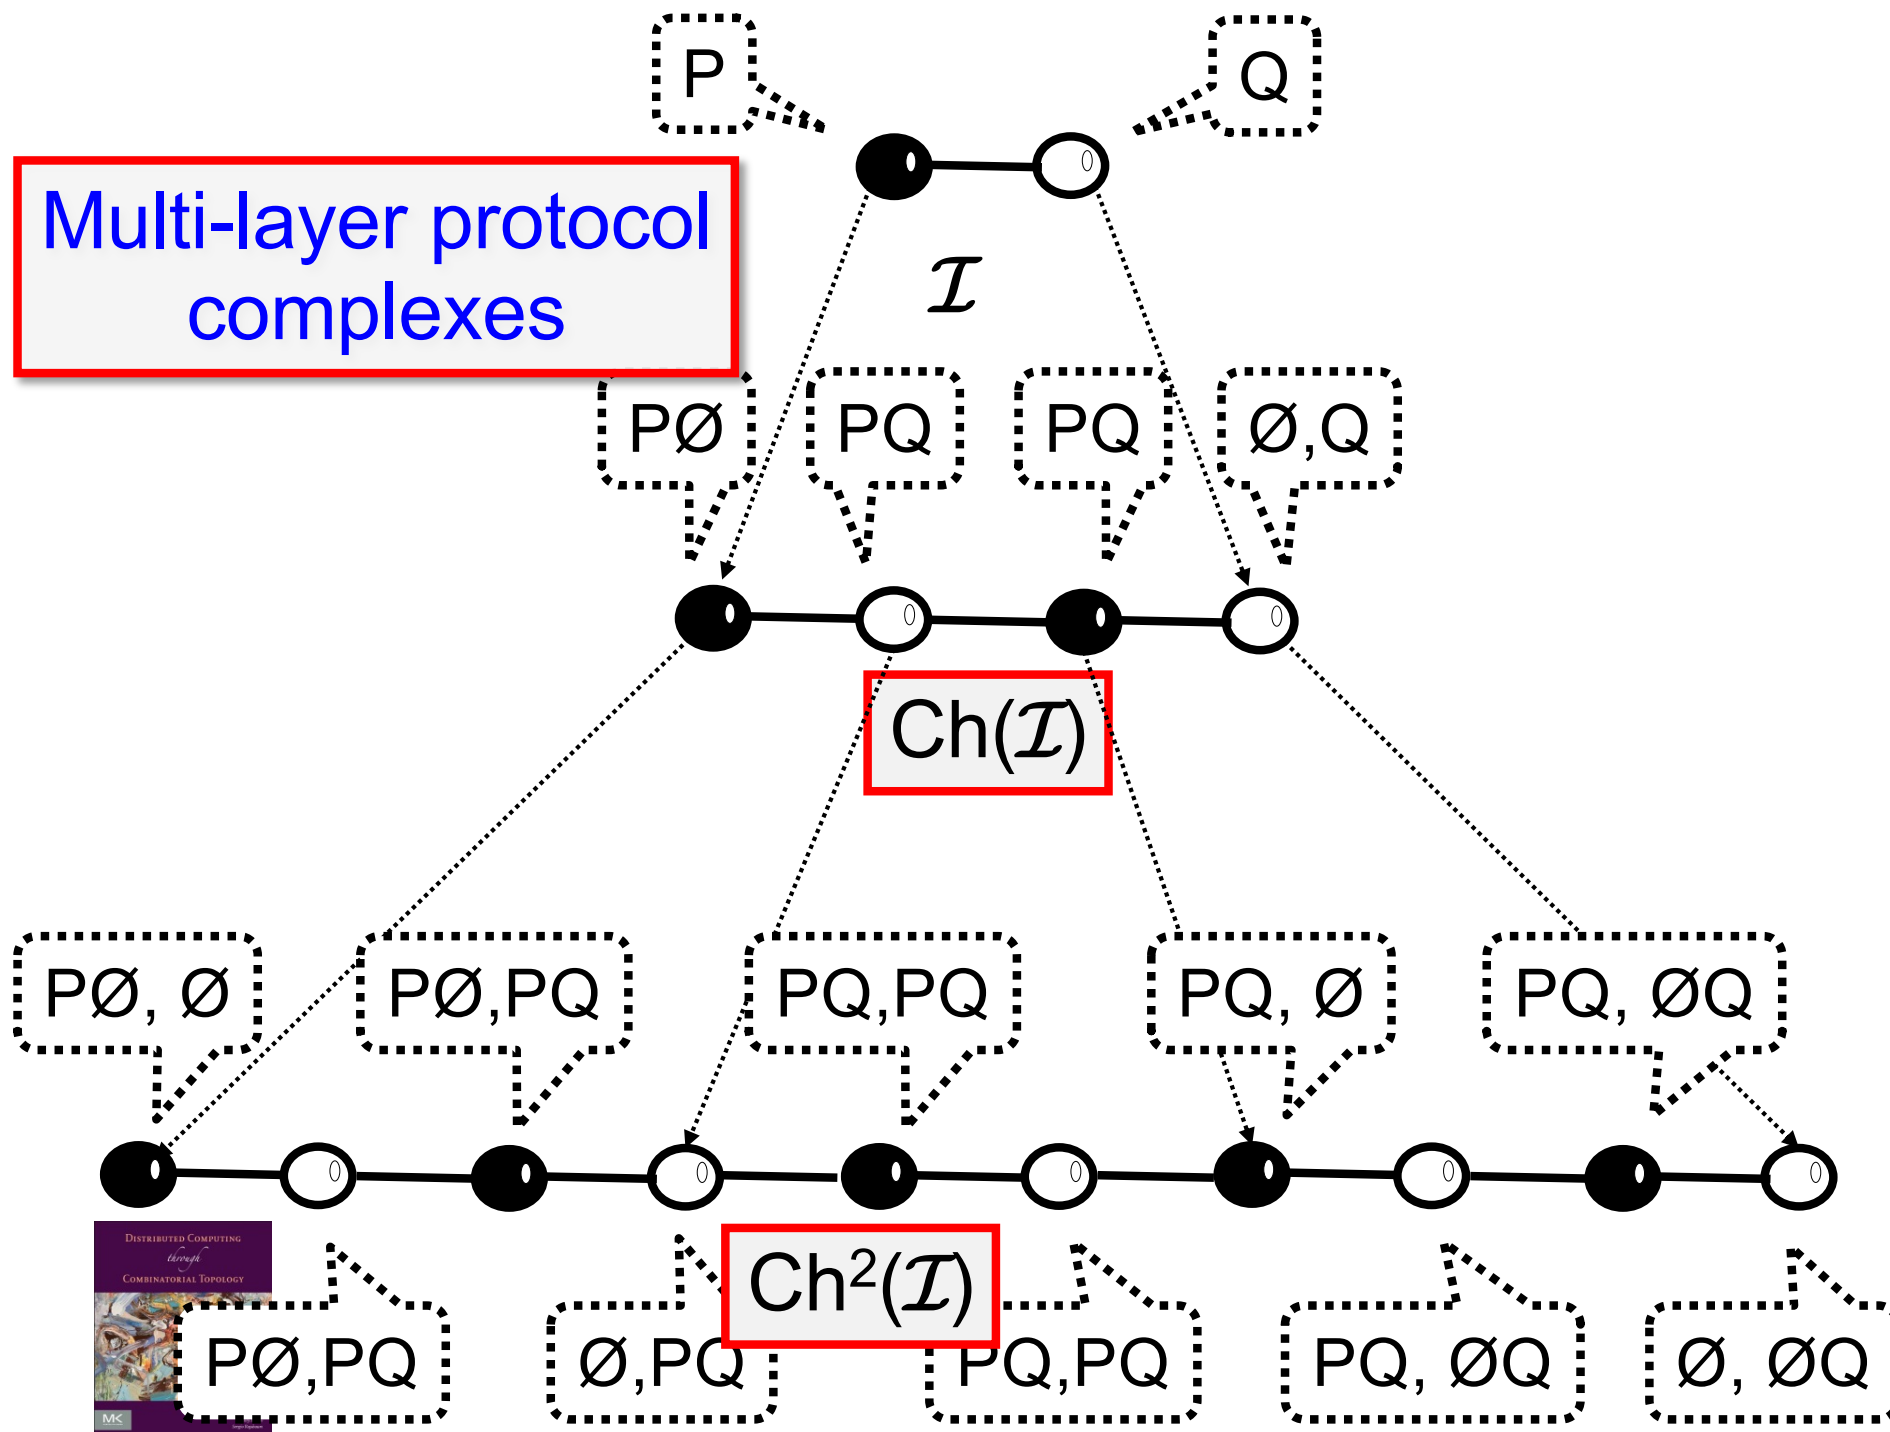 P
Q
Multi-layer protocol
complexes
𝓘
PØ
PQ
PQ
Ø,Q
Ch(𝓘)
PØ, Ø
PØ,PQ
PQ,PQ
PQ, Ø
PQ, ØQ
DISTRIBUTED COMPUTING
through
COMBINATORIAL TOPOLOGY
Ch²(𝓘)
PØ,PQ
Ø,PQ
PQ,PQ
PQ, ØQ
Ø, ØQ
MK